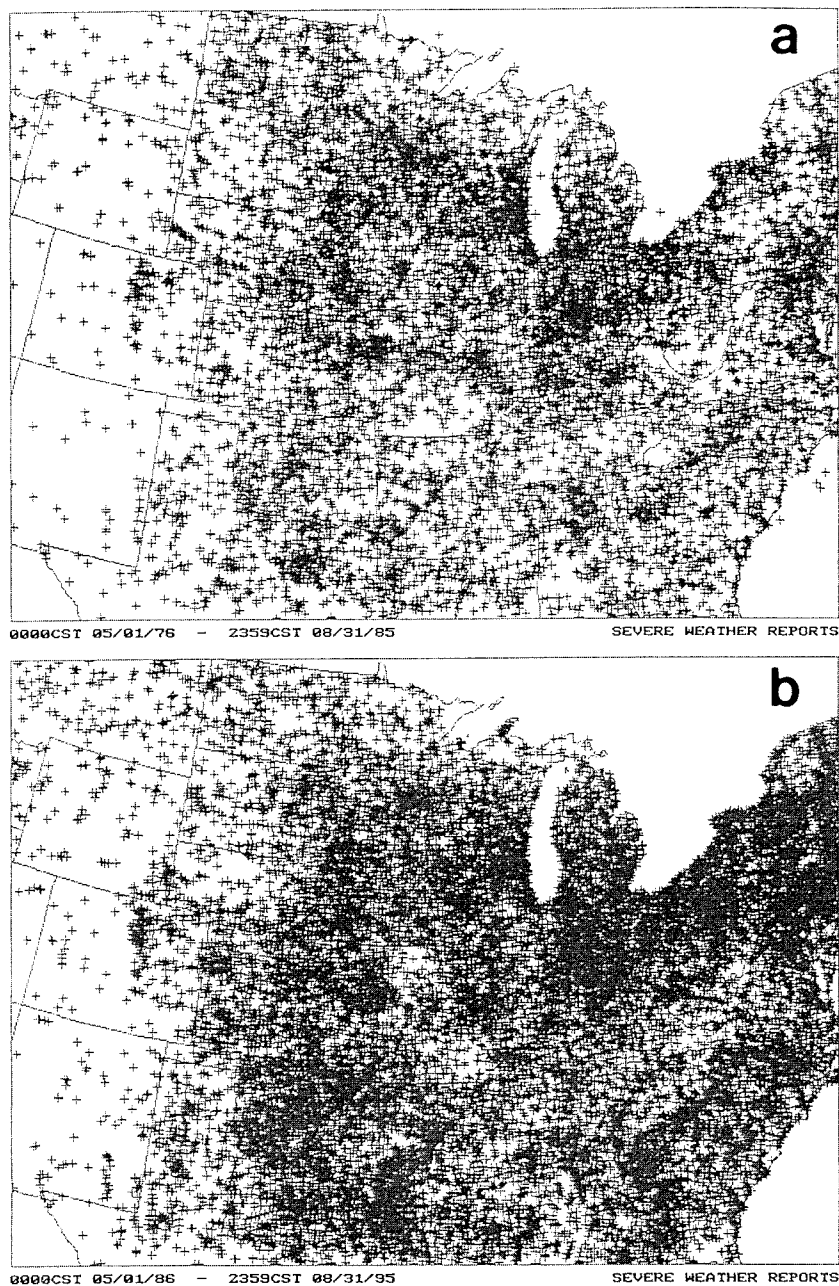 a
0000CST 05/01/76 - 2359CST 08/31/85 SEVERE WEATHER REPORTS
b
0000CST 05/01/86 - 2359CST 08/31/95 SEVERE WEATHER REPORTS